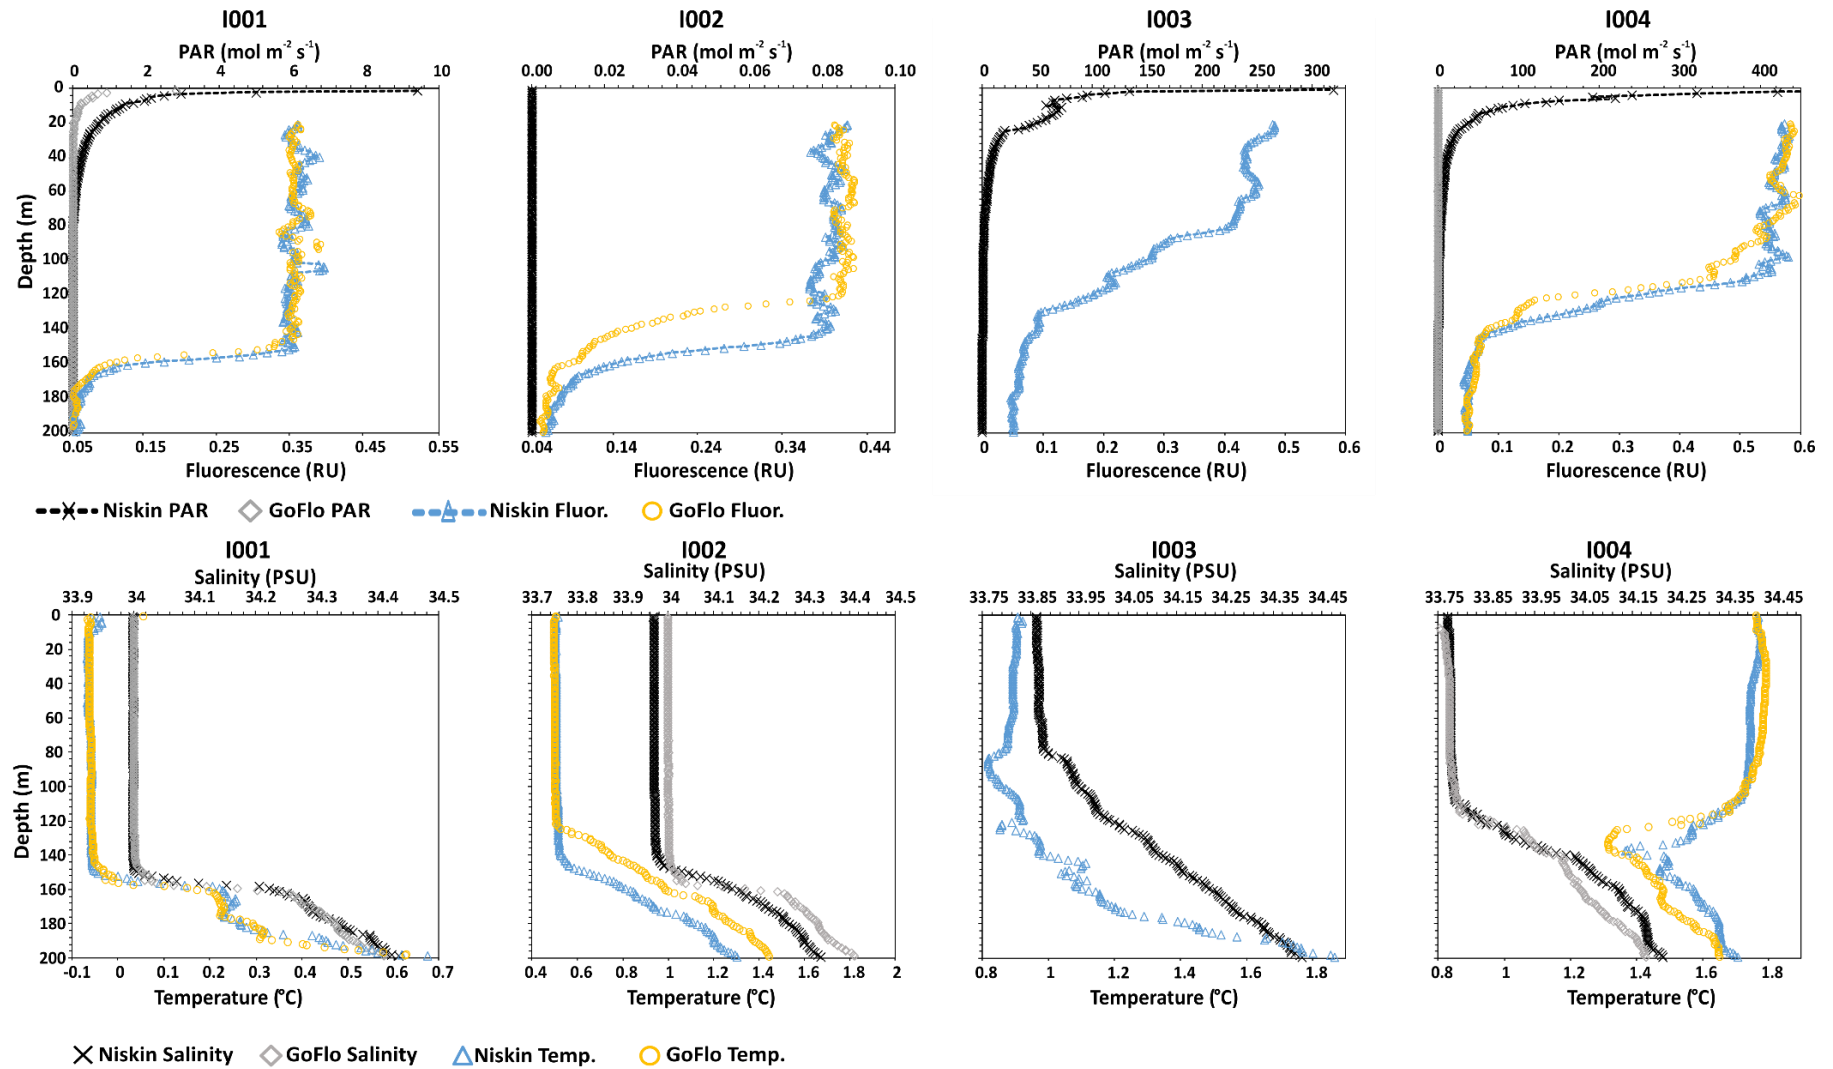 I001 I002 I003 I004
PAR (mol m-2 s-1) PAR (mol m-2 s-1) PAR (mol m-2 s-1) PAR (mol m-2 s-1)
0 2 4 6 8 10 0.00 0.02 0.04 0.06 0.08 0.10 0 50 100 150 200 250 300 0 100 200 300 400
0
20
40
60
80
100
120
140
160
180
200
Depth (m)
0.05 0.15 0.25 0.35 0.45 0.55 0.04 0.14 0.24 0.34 0.44 0 0.1 0.2 0.3 0.4 0.5 0.6 0 0.1 0.2 0.3 0.4 0.5 0.6
Fluorescence (RU) Fluorescence (RU) Fluorescence (RU) Fluorescence (RU)
Niskin PAR GoFlo PAR Niskin Fluor. GoFlo Fluor.
I001 I002 I003 I004
Salinity (PSU) Salinity (PSU) Salinity (PSU) Salinity (PSU)
33.9 34 34.1 34.2 34.3 34.4 34.5 33.7 33.8 33.9 34 34.1 34.2 34.3 34.4 34.5 33.75 33.85 33.95 34.05 34.15 34.25 34.35 34.45 33.75 33.85 33.95 34.05 34.15 34.25 34.35 34.45
0
20
40
60
80
100
120
140
160
180
200
Depth (m)
-0.1 0 0.1 0.2 0.3 0.4 0.5 0.6 0.7 0.4 0.6 0.8 1 1.2 1.4 1.6 1.8 2 0.8 1 1.2 1.4 1.6 1.8 0.8 1 1.2 1.4 1.6 1.8
Temperature (°C) Temperature (°C) Temperature (°C) Temperature (°C)
Niskin Salinity GoFlo Salinity Niskin Temp. GoFlo Temp.